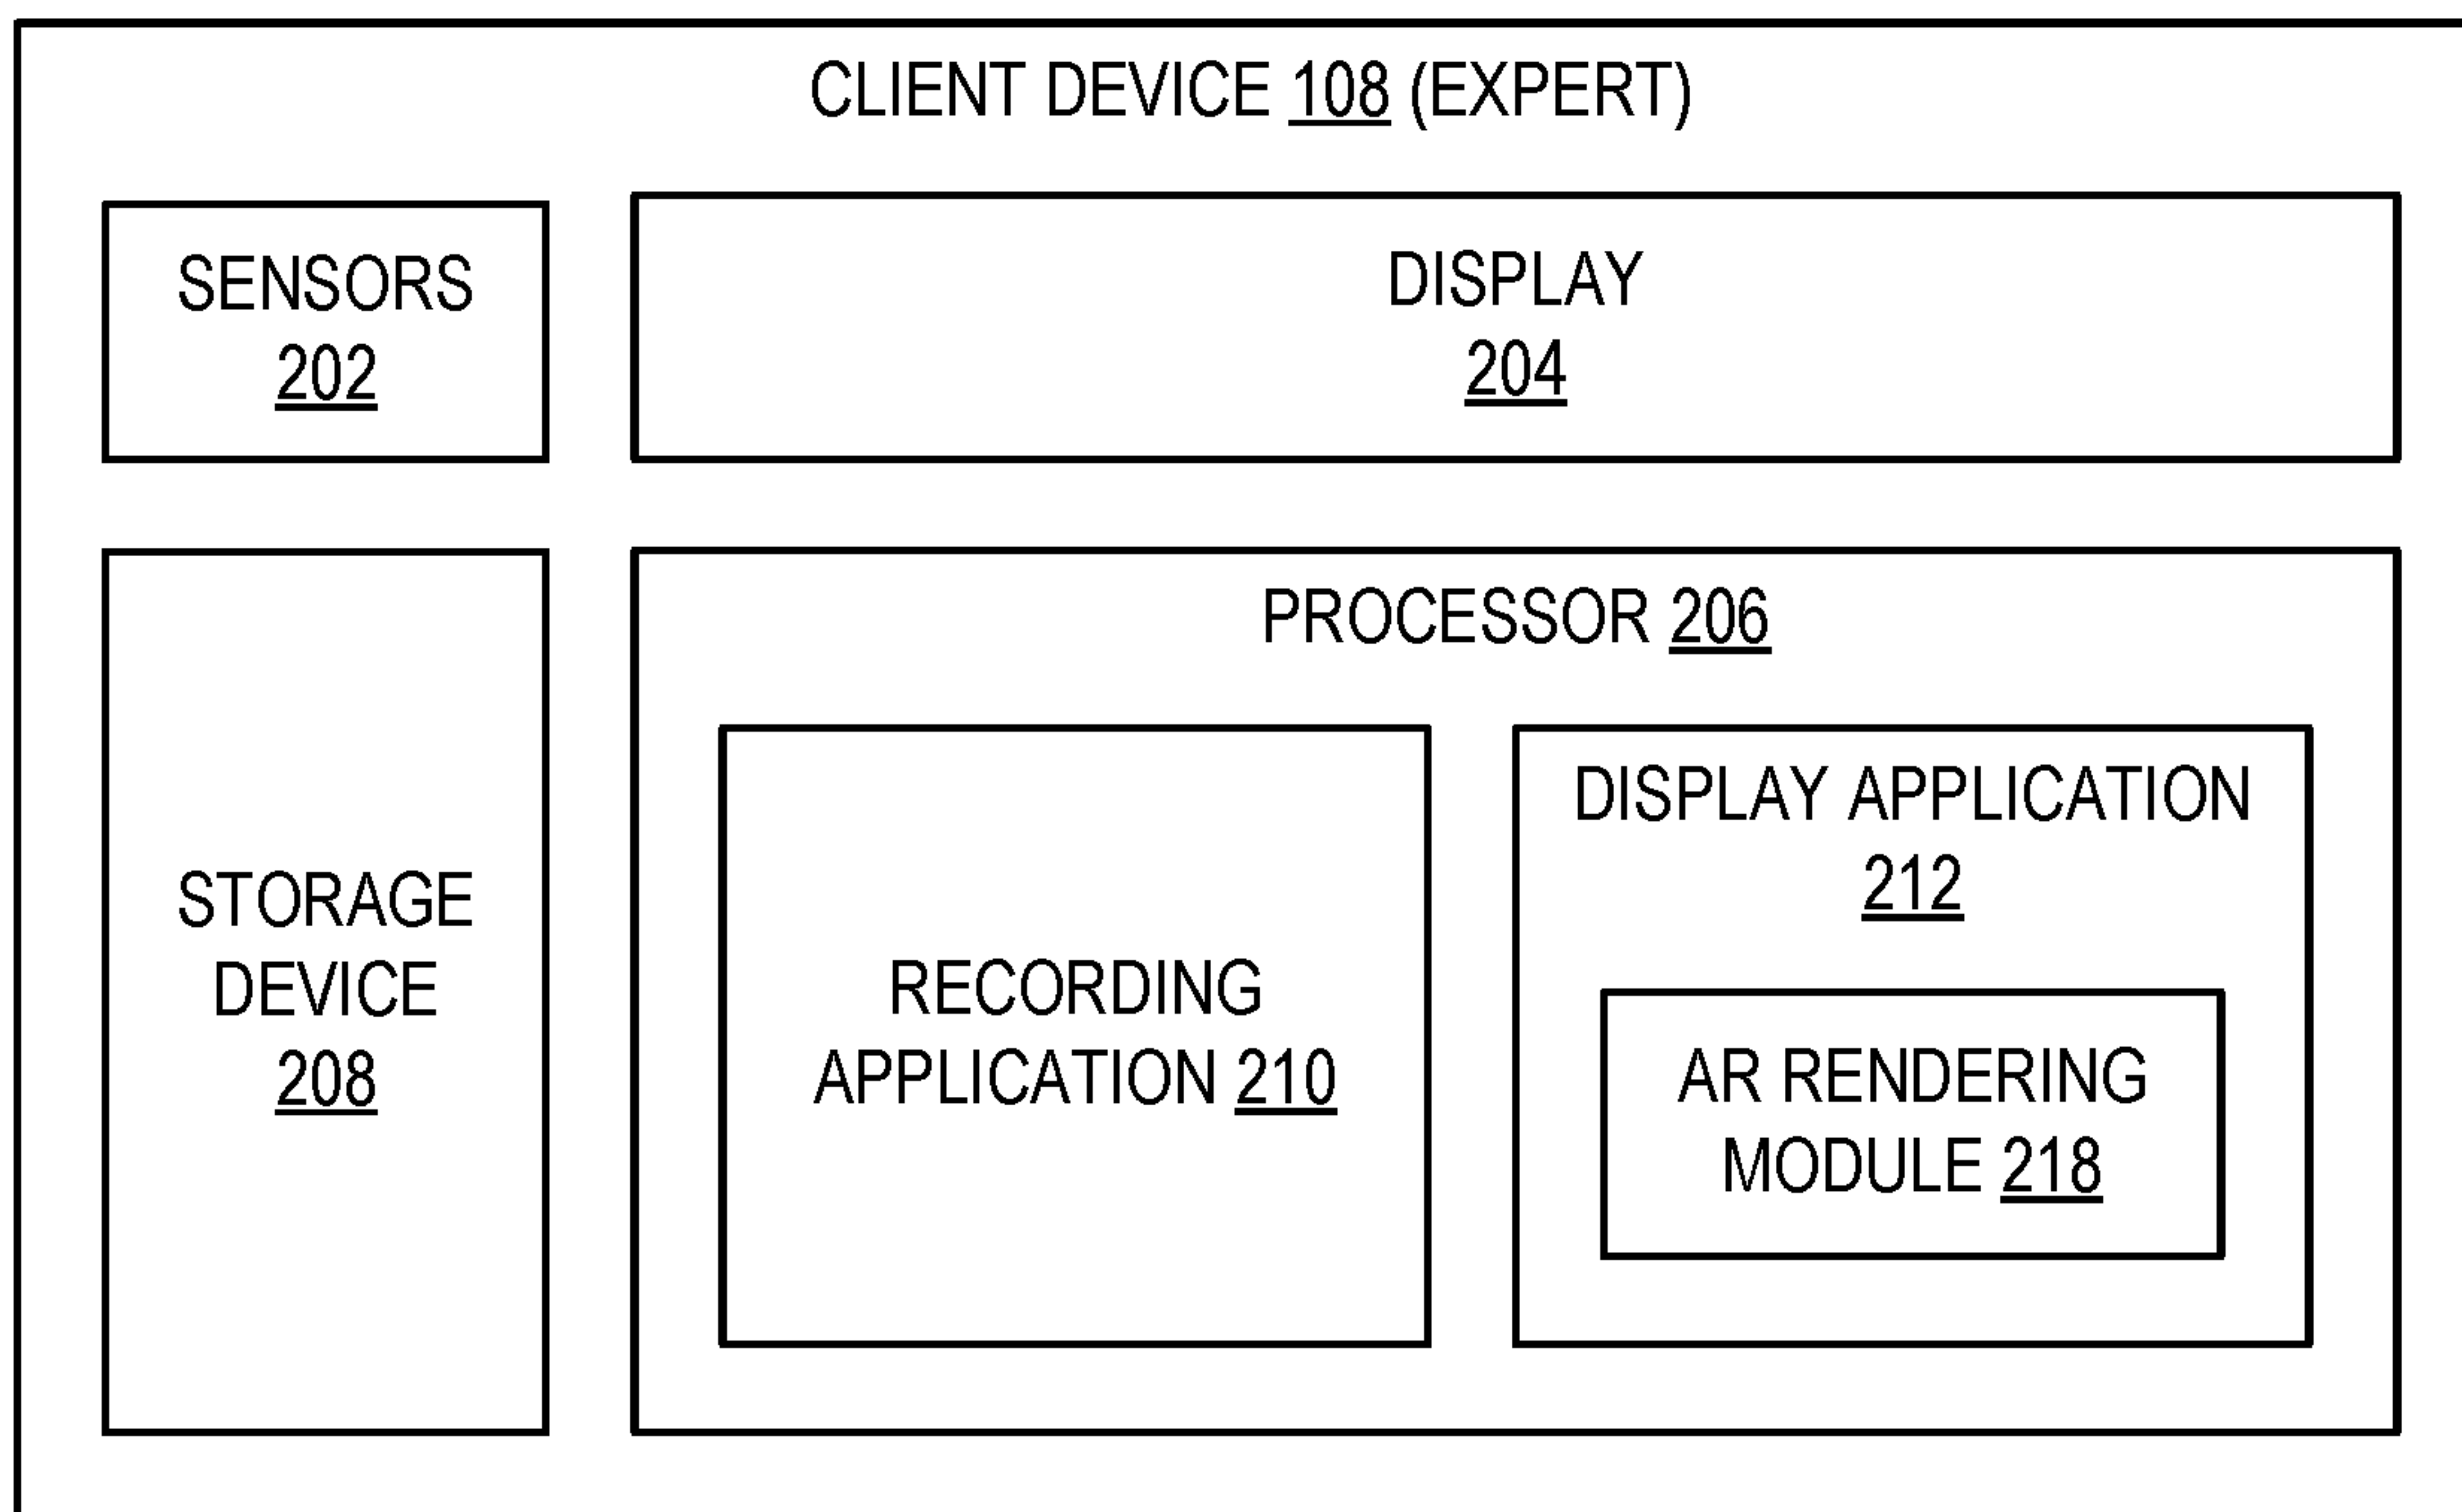 CLIENT DEVICE 108 (EXPERT)
SENSORS
202
DISPLAY
204
STORAGE
DEVICE
208
PROCESSOR 206
RECORDING
APPLICATION 210
DISPLAY APPLICATION
212
AR RENDERING
MODULE 218